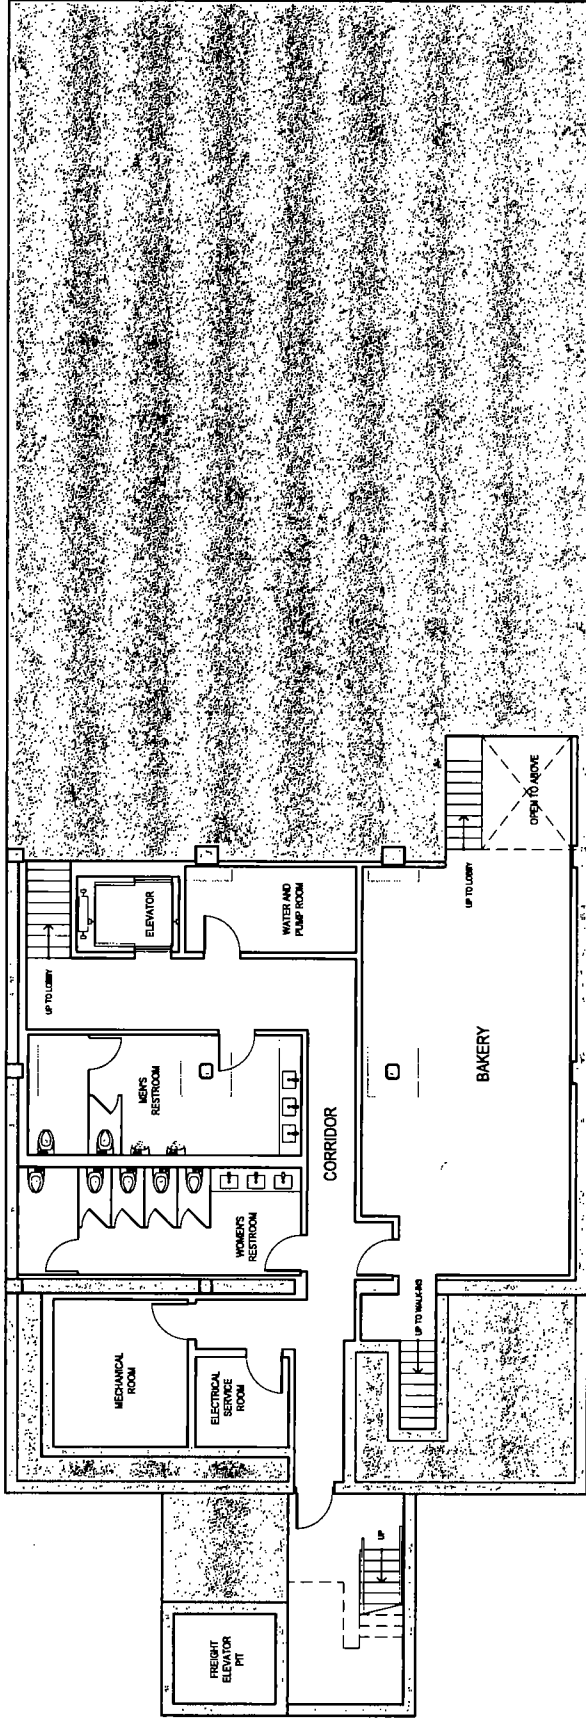 UP TO LOBBY
ELEVATOR
WATER AND
PUMP ROOM
MEN'S
RESTROOM
WOMEN'S
RESTROOM
CORRIDOR
MECHANICAL
ROOM
ELECTRICAL
SERVICE
ROOM
FREIGHT
ELEVATOR
PIT
UP
UP TO WALK-INS
BAKERY
UP TO LOBBY
OPEN TO ABOVE